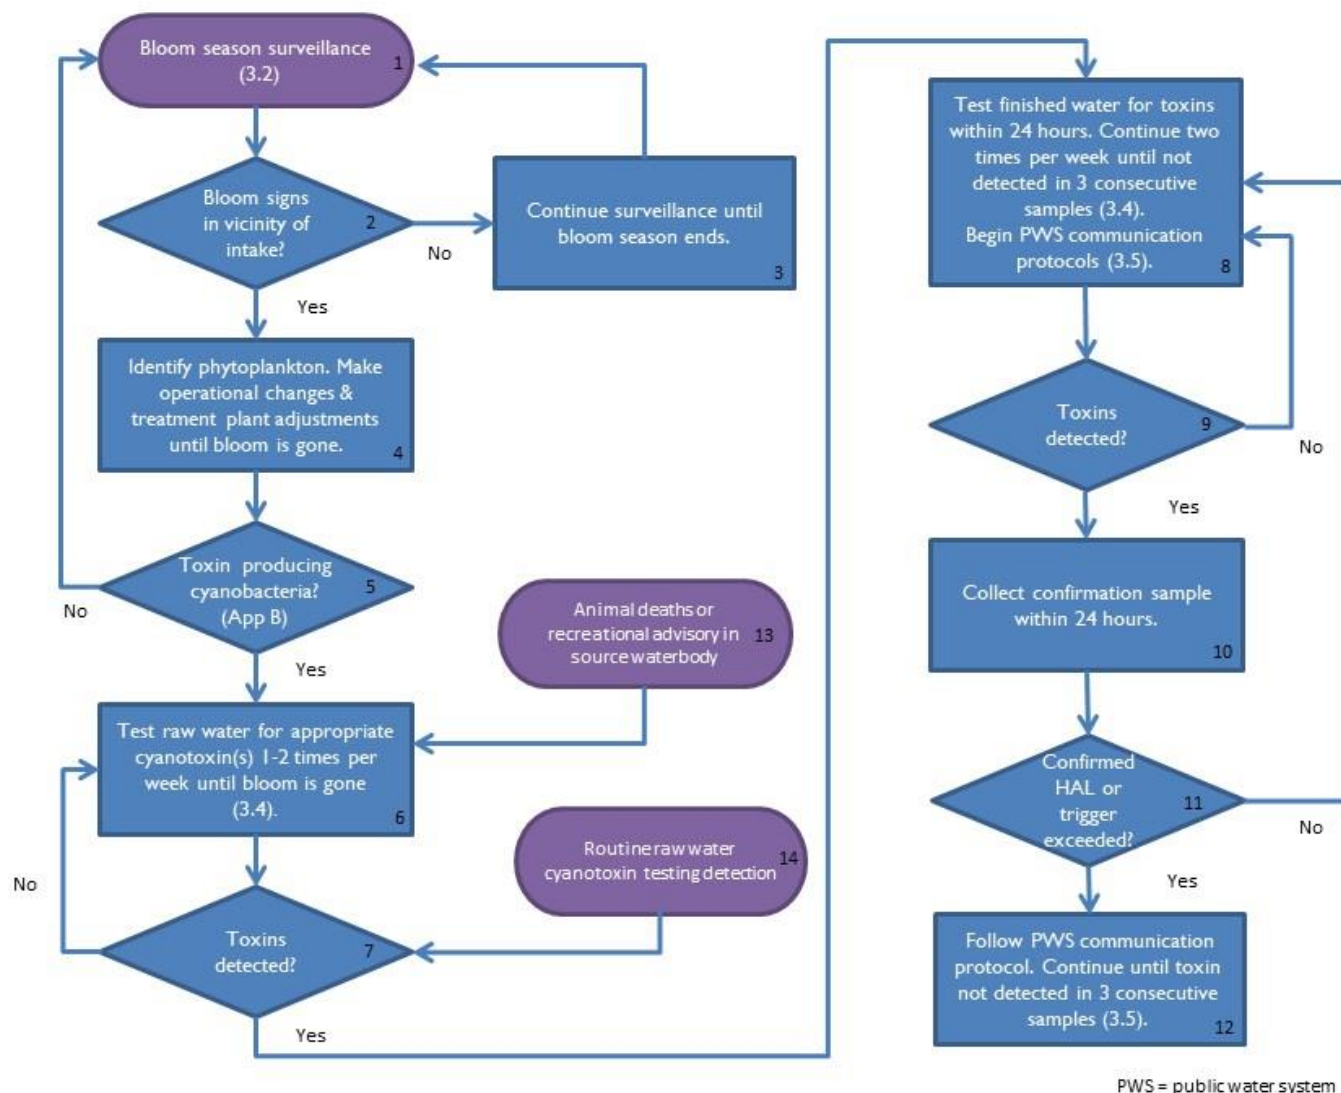 Bloom season surveillance
(3.2)
1
Bloom signs
in vicinity of
intake?
2
No
Yes
Continue surveillance until
bloom season ends.
3
Identify phytoplankton. Make
operational changes &
treatment plant adjustments
until bloom is gone.
4
Toxin producing
cyanobacteria?
(App B)
5
No
Yes
Animal deaths or
recreational advisory in
source waterbody
13
Test raw water for appropriate
cyanotoxin(s) 1-2 times per
week until bloom is gone
(3.4).
6
Routine raw water
cyanotoxin testing detection
14
No
Toxins
detected?
7
Yes
Test finished water for toxins
within 24 hours. Continue two
times per week until not
detected in 3 consecutive
samples (3.4).
Begin PWS communication
protocols (3.5).
8
Toxins
detected?
9
No
Yes
Collect confirmation sample
within 24 hours.
10
Confirmed
HAL or
trigger
exceeded?
11
No
Yes
Follow PWS communication
protocol. Continue until toxin
not detected in 3 consecutive
samples (3.5).
12
PWS = public water system